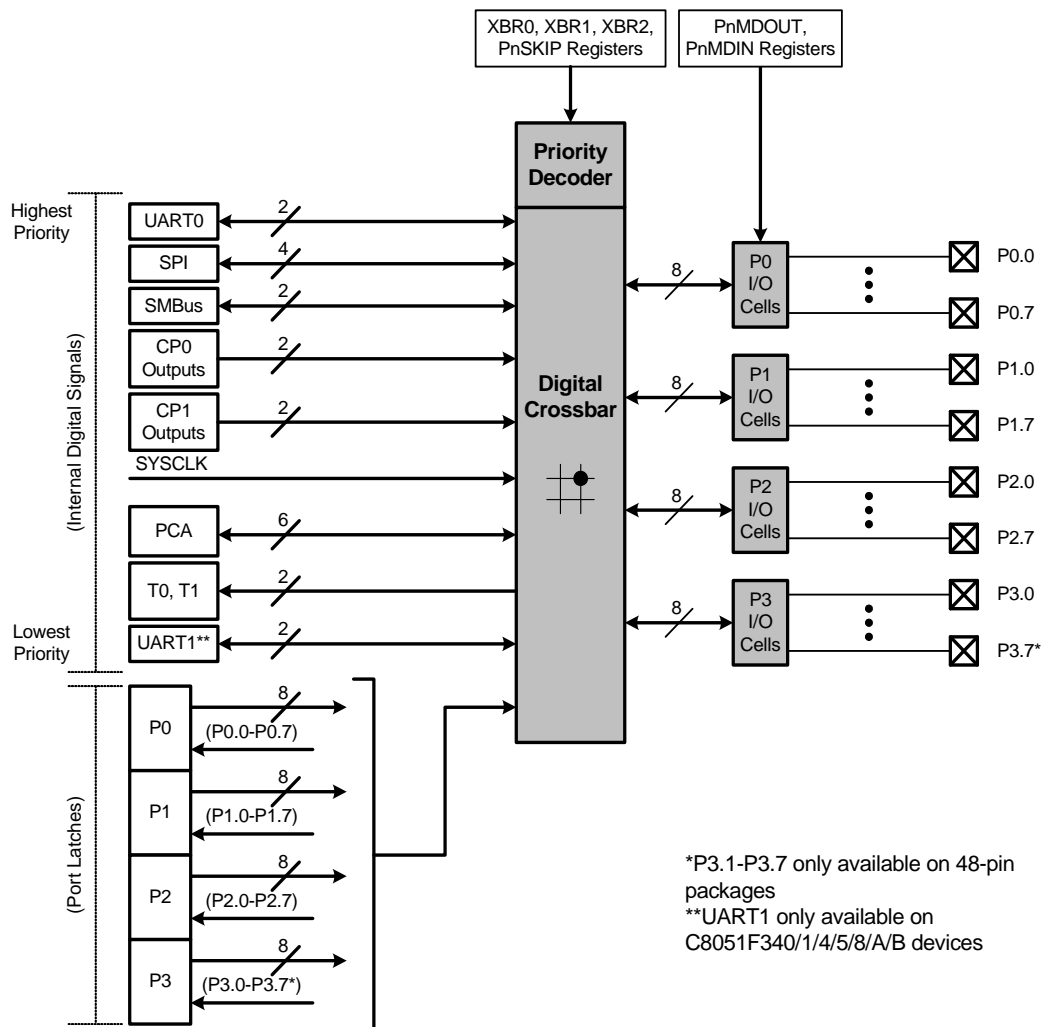 XBR0, XBR1, XBR2,
PnSKIP Registers
PnMDOUT,
PnMDIN Registers
Priority
Decoder
Highest
Priority
UART0
2
SPI
4
SMBus
2
CP0
Outputs
2
CP1
Outputs
2
SYSCLK
PCA
6
T0, T1
2
Lowest
Priority
UART1**
2
(Internal Digital Signals)
Digital
Crossbar
8
P0
I/O
Cells
P0.0
P0.7
8
P1
I/O
Cells
P1.0
P1.7
8
P2
I/O
Cells
P2.0
P2.7
8
P3
I/O
Cells
P3.0
P3.7*
(Port Latches)
P0
8
(P0.0-P0.7)
P1
8
(P1.0-P1.7)
P2
8
(P2.0-P2.7)
P3
8
(P3.0-P3.7*)
*P3.1-P3.7 only available on 48-pin
packages
**UART1 only available on
C8051F340/1/4/5/8/A/B devices